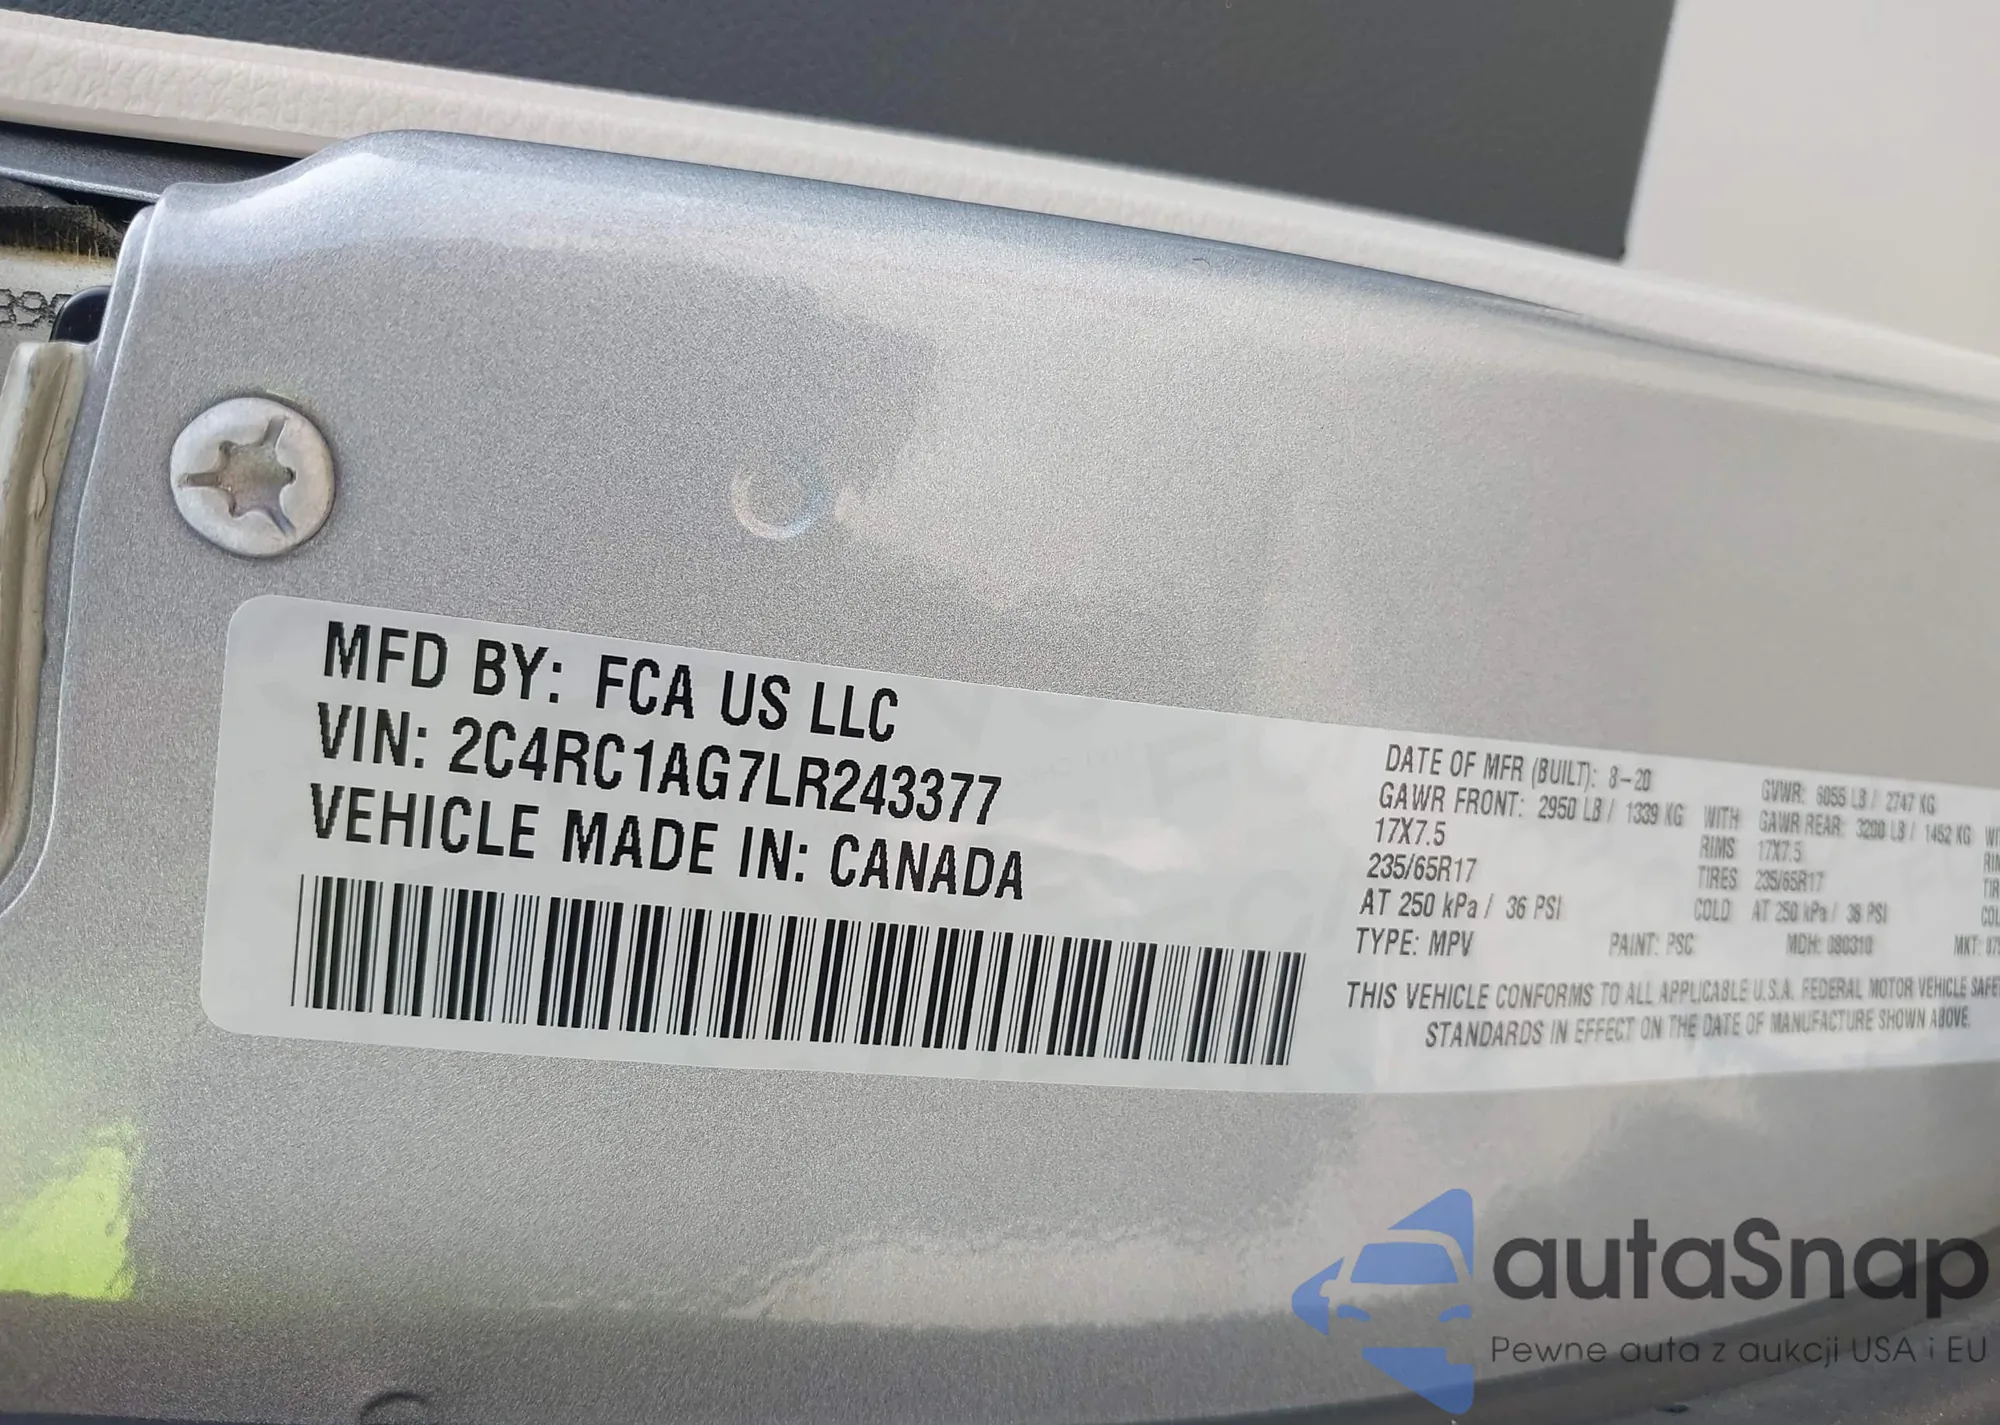 MFD BY: FCA US LLC
VIN: 2C4RC1AG7LR243377
VEHICLE MADE IN: CANADA
DATE OF MFR (BUILT): 8-20 GVWR: 6055 LB / 2747 KG
GAWR FRONT: 2950 LB / 1339 KG WITH GAWR REAR: 3200 LB / 1452 KG
17X7.5 RIMS 17X7.5
235/65R17 TIRES 235/65R17
AT 250 kPa / 36 PSI COLD AT 250 kPa / 36 PSI
TYPE: MPV PAINT: PSC MDH: 080310 MKT:
THIS VEHICLE CONFORMS TO ALL APPLICABLE U.S.A. FEDERAL MOTOR VEHICLE
STANDARDS IN EFFECT ON THE DATE OF MANUFACTURE SHOWN ABOVE.
autaSnap
Pewne auta z aukcji USA i EU